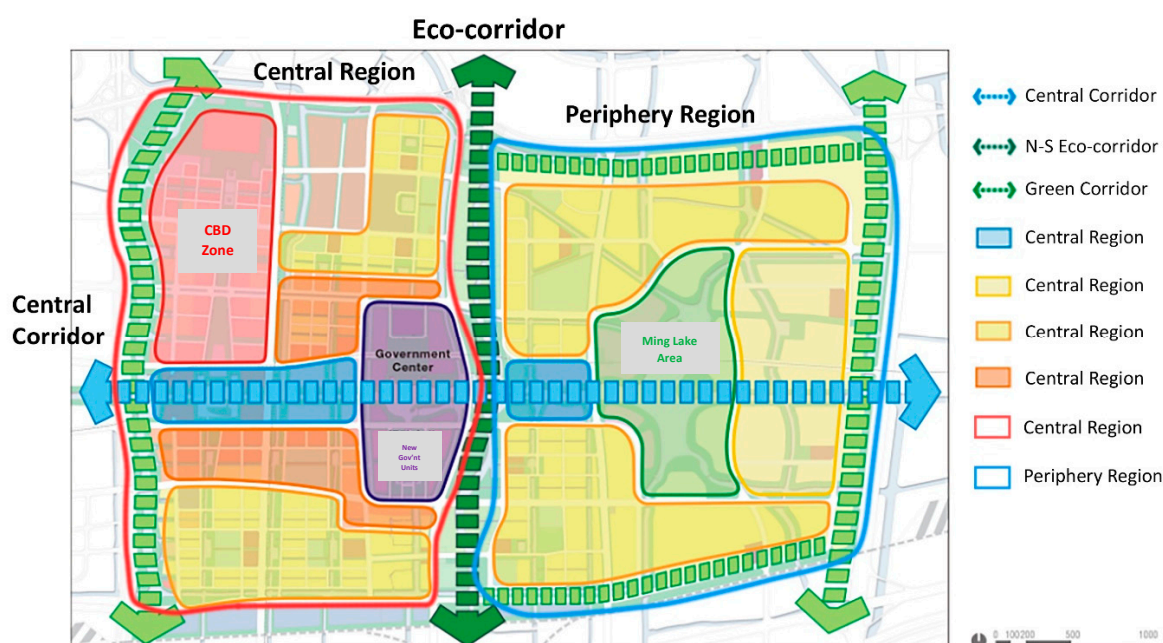 Eco-corridor
Central Region
Periphery Region
CBD
Zone
Central
Corridor
Government
Center
New
Gov'nt
Units
Ming Lake
Area
Central Corridor
N-S Eco-corridor
Green Corridor
Central Region
Central Region
Central Region
Central Region
Central Region
Periphery Region
0 100200 500 1000